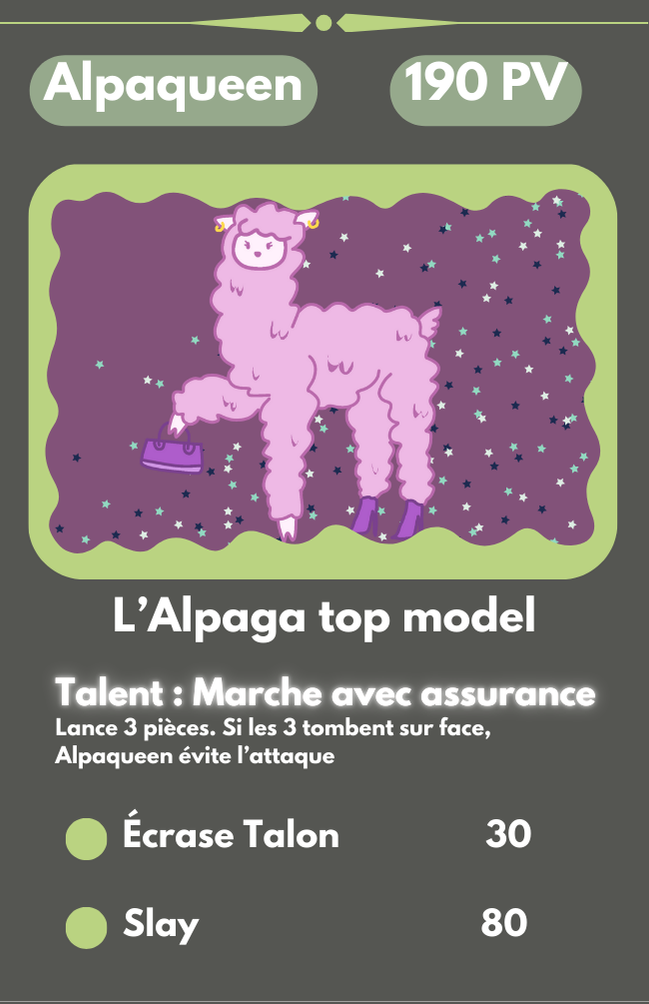 Alpaqueen 190 PV
L’Alpaga top model
Talent : Marche avec assurance
Lance 3 pièces. Si les 3 tombent sur face,
Alpaqueen évite l’attaque
Écrase Talon 30
Slay 80